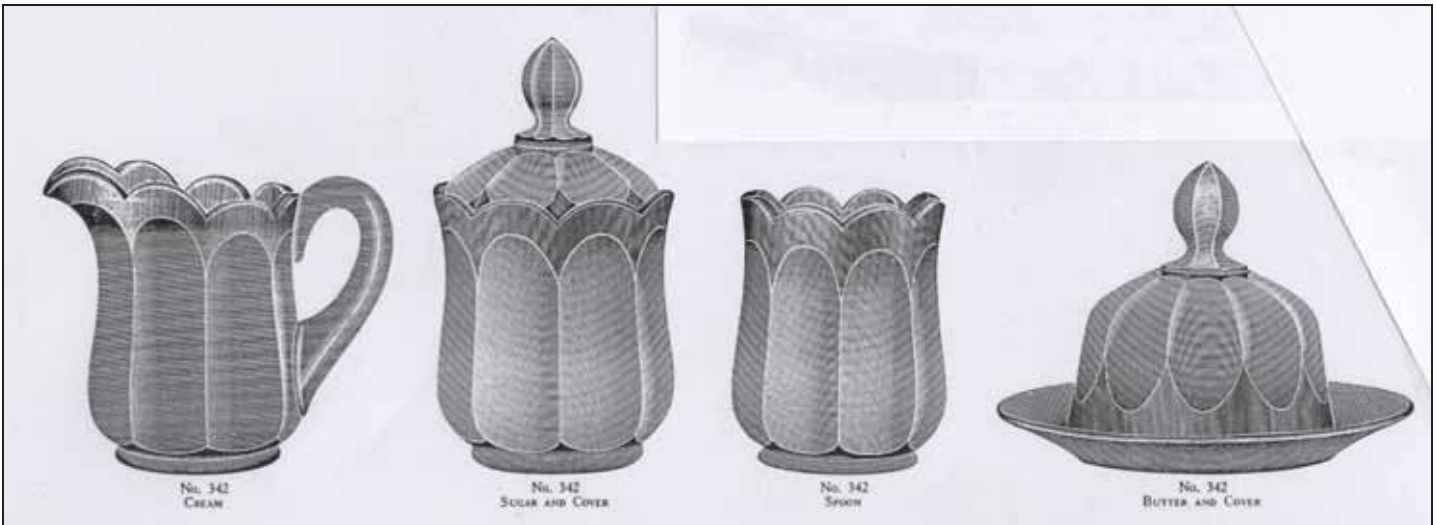 No. 342
Cream
No. 342
Sugar and Cover
No. 342
Spoon
No. 342
Butter and Cover